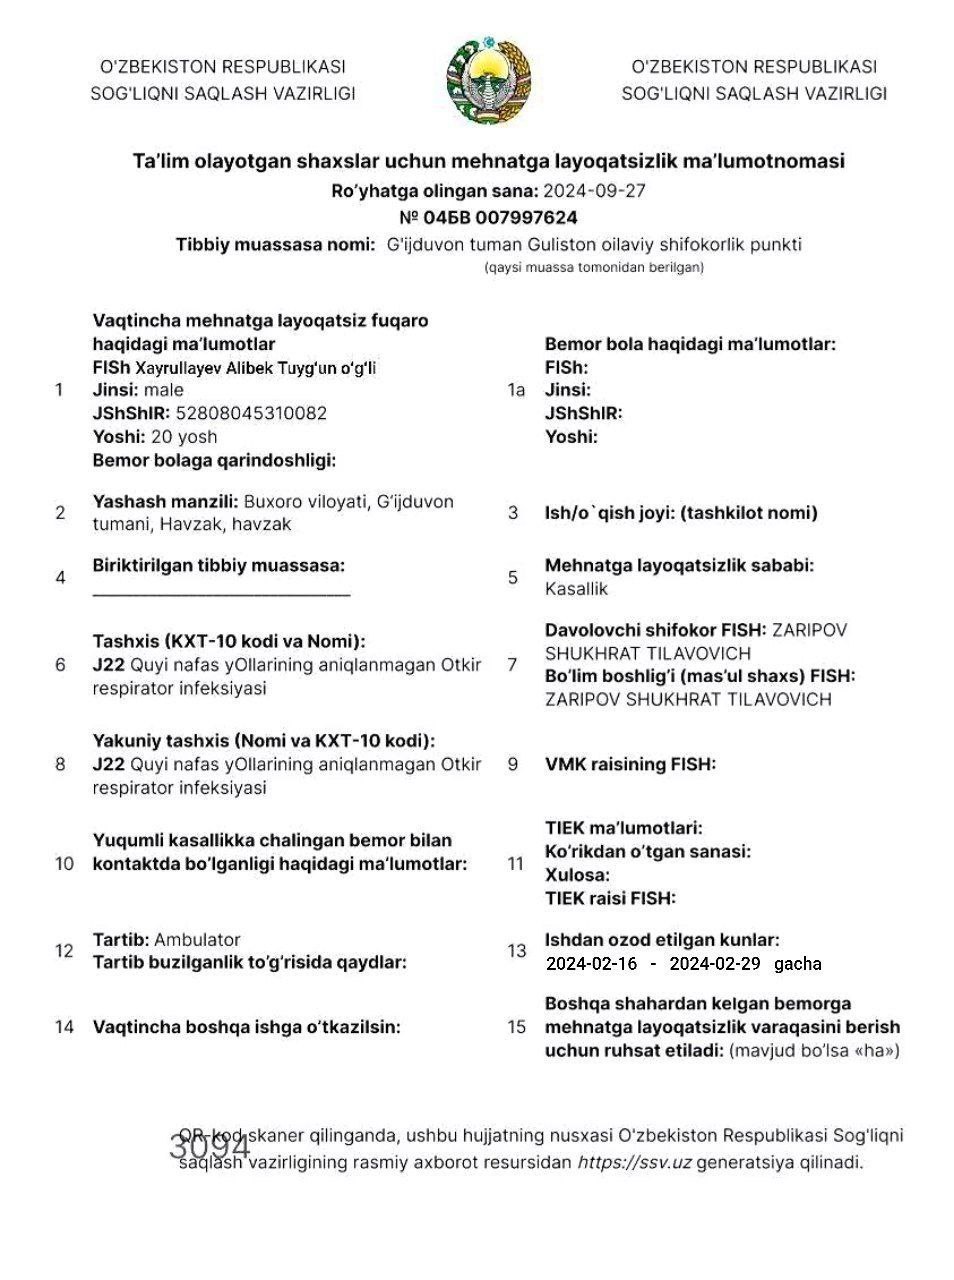 O'ZBEKISTON RESPUBLIKASI
SOG'LIQNI SAQLASH VAZIRLIGI
O'ZBEKISTON RESPUBLIKASI
SOG'LIQNI SAQLASH VAZIRLIGI
Ta’lim olayotgan shaxslar uchun mehnatga layoqatsizlik ma’lumotnomasi
Ro’yhatga olingan sana: 2024-09-27
№ 04БВ 007997624
Tibbiy muassasa nomi: G'ijduvon tuman Guliston oilaviy shifokorlik punkti
(qaysi muassa tomonidan berilgan)
1
Vaqtincha mehnatga layoqatsiz fuqaro
haqidagi ma’lumotlar
FISh Xayrullayev Alibek Tuyg‘un o‘g‘li
Jinsi: male
JShShIR: 52808045310082
Yoshi: 20 yosh
Bemor bolaga qarindoshligi:
1a
Bemor bola haqidagi ma’lumotlar:
FISh:
Jinsi:
JShShIR:
Yoshi:
2
Yashash manzili: Buxoro viloyati, G‘ijduvon
tumani, Havzak, havzak
3
Ish/o`qish joyi: (tashkilot nomi)
4
Biriktirilgan tibbiy muassasa:
5
Mehnatga layoqatsizlik sababi:
Kasallik
6
Tashxis (KXT-10 kodi va Nomi):
J22 Quyi nafas yOllarining aniqlanmagan Otkir
respirator infeksiyasi
7
Davolovchi shifokor FISH: ZARIPOV
SHUKHRAT TILAVOVICH
Bo’lim boshlig’i (mas’ul shaxs) FISH:
ZARIPOV SHUKHRAT TILAVOVICH
8
Yakuniy tashxis (Nomi va KXT-10 kodi):
J22 Quyi nafas yOllarining aniqlanmagan Otkir
respirator infeksiyasi
9
VMK raisining FISH:
10
Yuqumli kasallikka chalingan bemor bilan
kontaktda bo’lganligi haqidagi ma’lumotlar:
11
TIEK ma’lumotlari:
Ko’rikdan o’tgan sanasi:
Xulosa:
TIEK raisi FISH:
12
Tartib: Ambulator
Tartib buzilganlik to’g’risida qaydlar:
13
Ishdan ozod etilgan kunlar:
2024-02-16 - 2024-02-29 gacha
14
Vaqtincha boshqa ishga o’tkazilsin:
15
Boshqa shahardan kelgan bemorga
mehnatga layoqatsizlik varaqasini berish
uchun ruhsat etiladi: (mavjud bo’lsa «ha»)
3094
QR-kod skaner qilinganda, ushbu hujjatning nusxasi O'zbekiston Respublikasi Sog'liqni
saqlash vazirligining rasmiy axborot resursidan https://ssv.uz generatsiya qilinadi.